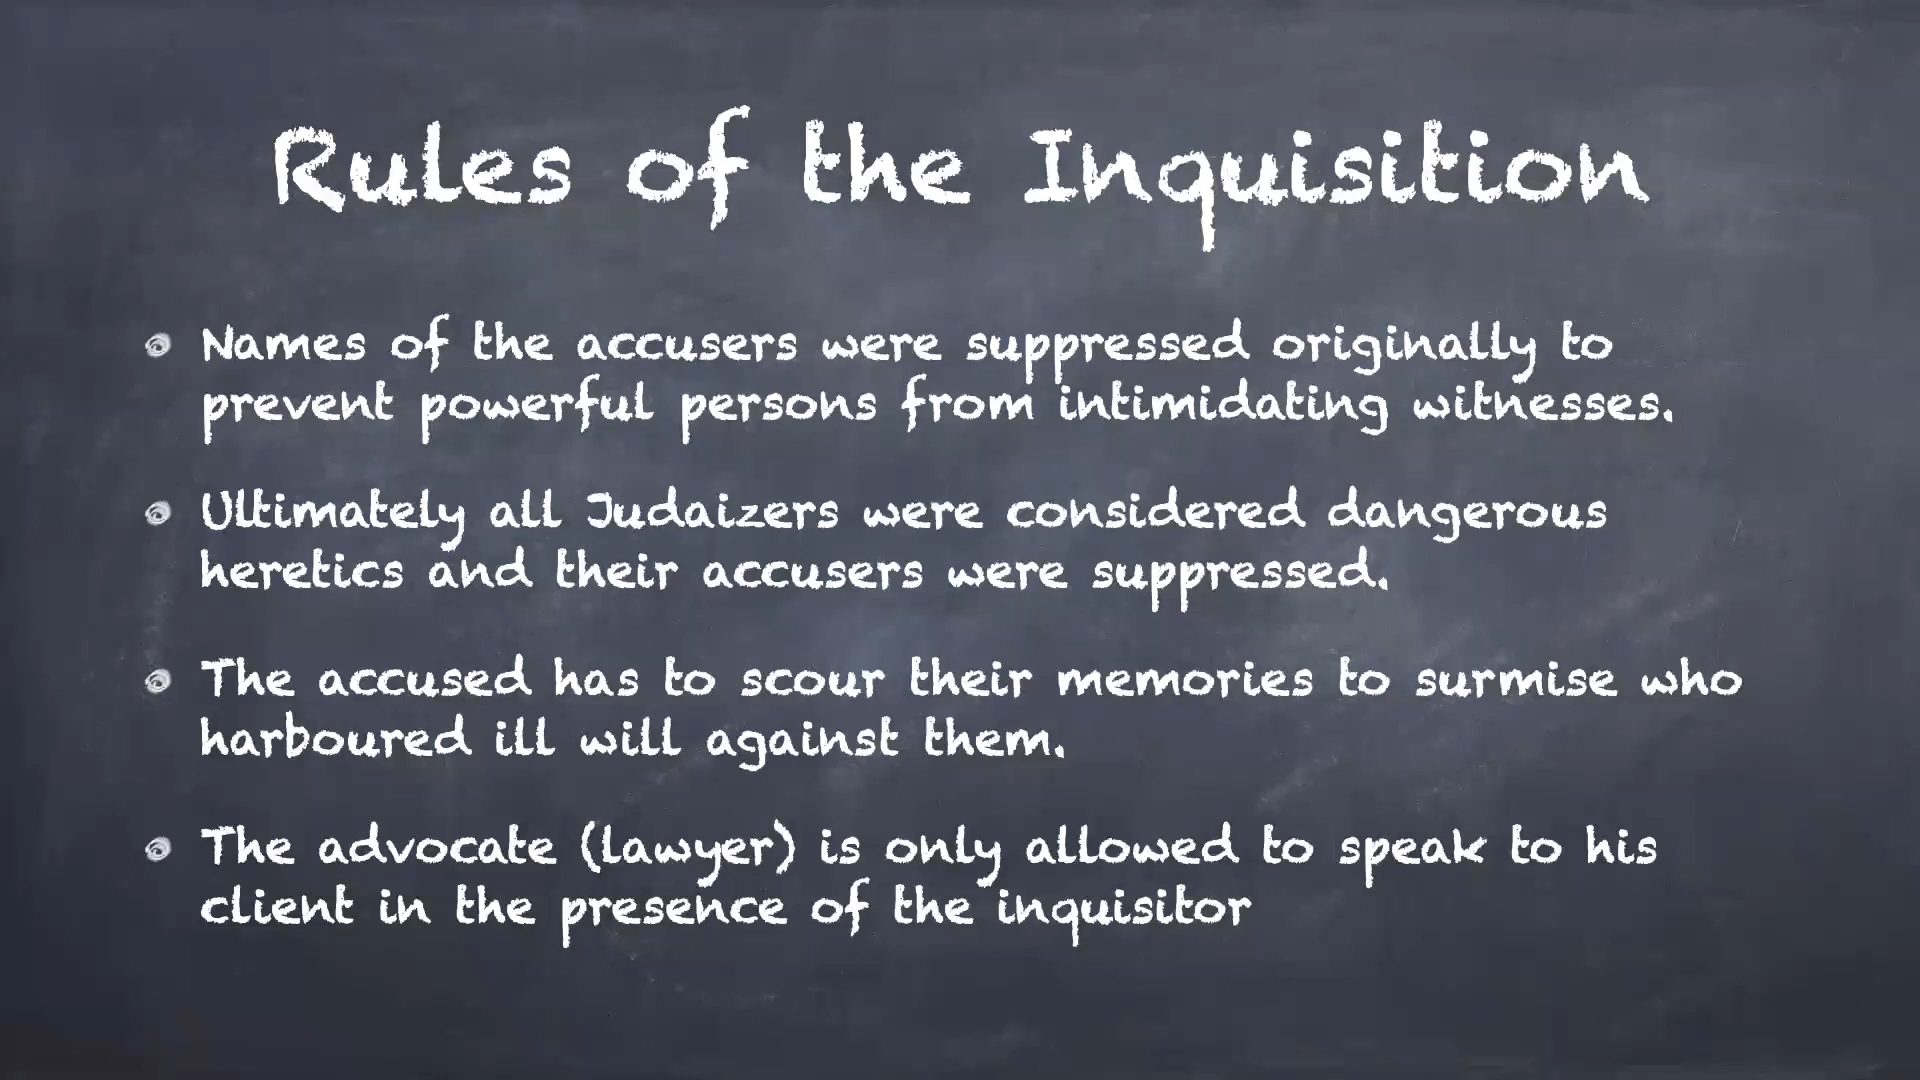 Rules of the Inquisition
Names of the accusers were suppressed originally to
prevent powerful persons from intimidating witnesses.
Ultimately all Judaizers were considered dangerous
heretics and their accusers were suppressed.
The accused has to scour their memories to surmise who
harboured ill will against them.
The advocate (lawyer) is only allowed to speak to his
client in the presence of the inquisitor